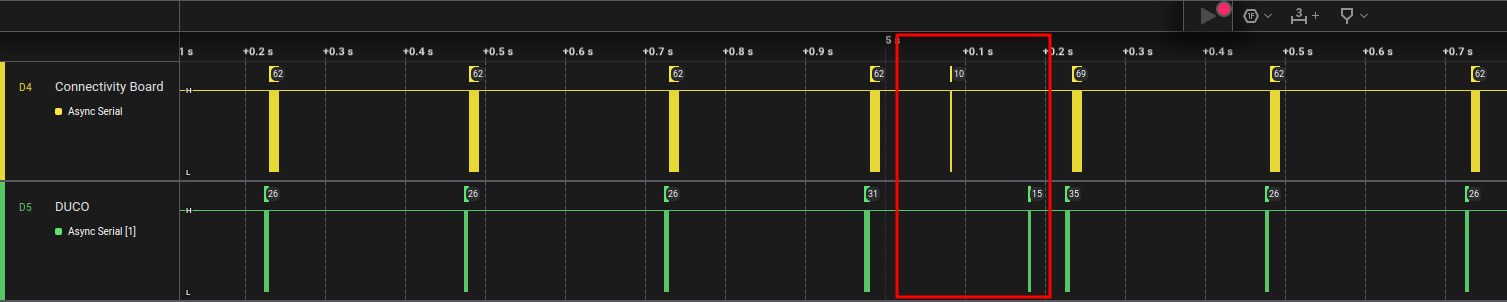 1F 3 +
1 s +0.2 s +0.3 s +0.4 s +0.5 s +0.6 s +0.7 s +0.8 s +0.9 s 5 s +0.1 s +0.2 s +0.3 s +0.4 s +0.5 s +0.6 s +0.7 s
62 62 62 62 10 69 62 62
D4 Connectivity Board H
Async Serial
L
26 26 26 31 15 35 26 26
D5 DUCO H
Async Serial [1]
L